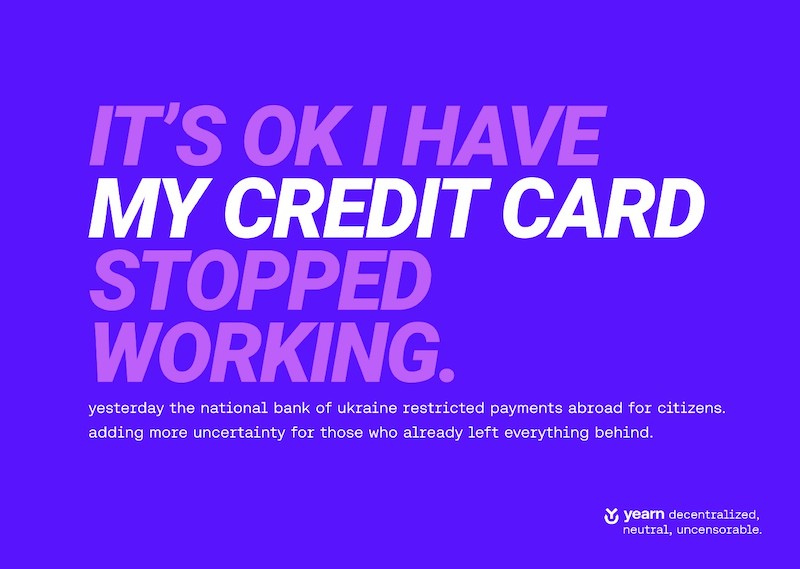 IT'S OK I HAVE
MY CREDIT CARD
STOPPED
WORKING.
yesterday the national bank of ukraine restricted payments abroad for citizens.
adding more uncertainty for those who already left everything behind.
yearn decentralized,
neutral, uncensorable.